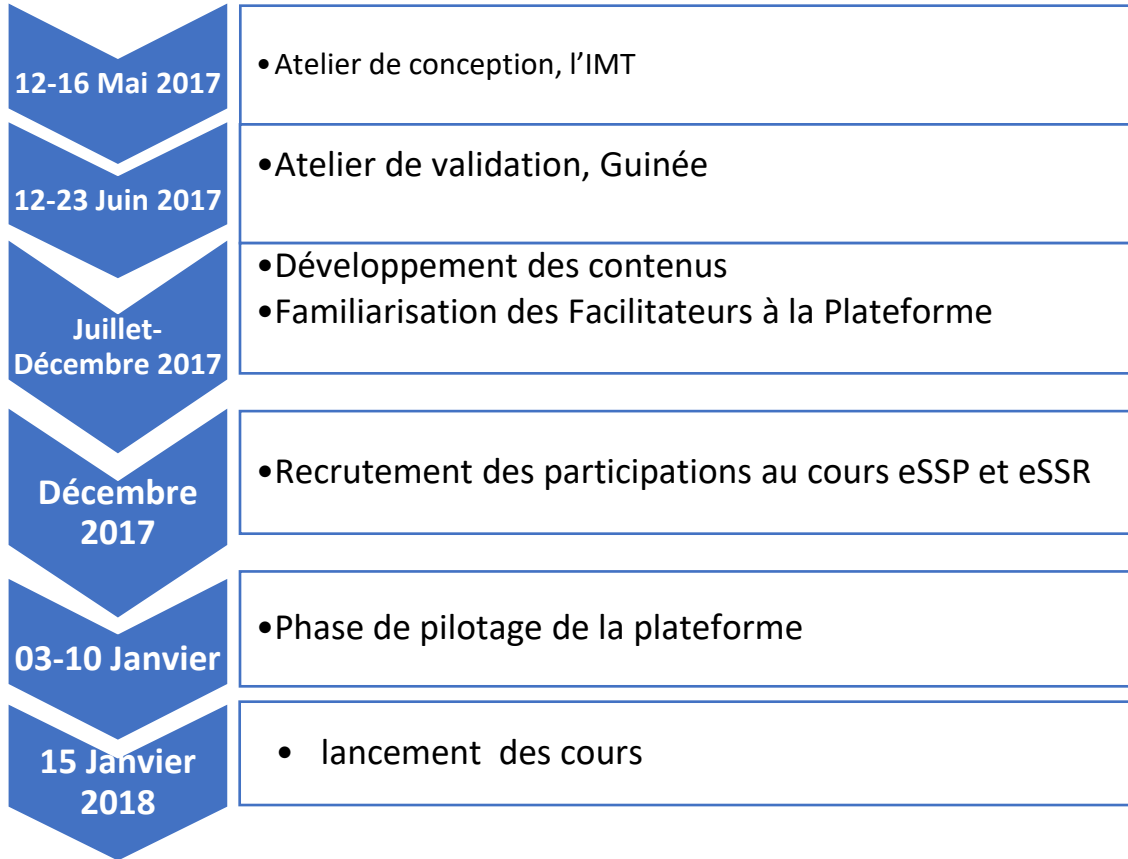 12-16 Mai 2017
•Atelier de conception, l’IMT
12-23 Juin 2017
•Atelier de validation, Guinée
Juillet-
Décembre 2017
•Développement des contenus
•Familiarisation des Facilitateurs à la Plateforme
Décembre
2017
•Recrutement des participations au cours eSSP et eSSR
03-10 Janvier
•Phase de pilotage de la plateforme
15 Janvier
2018
• lancement des cours